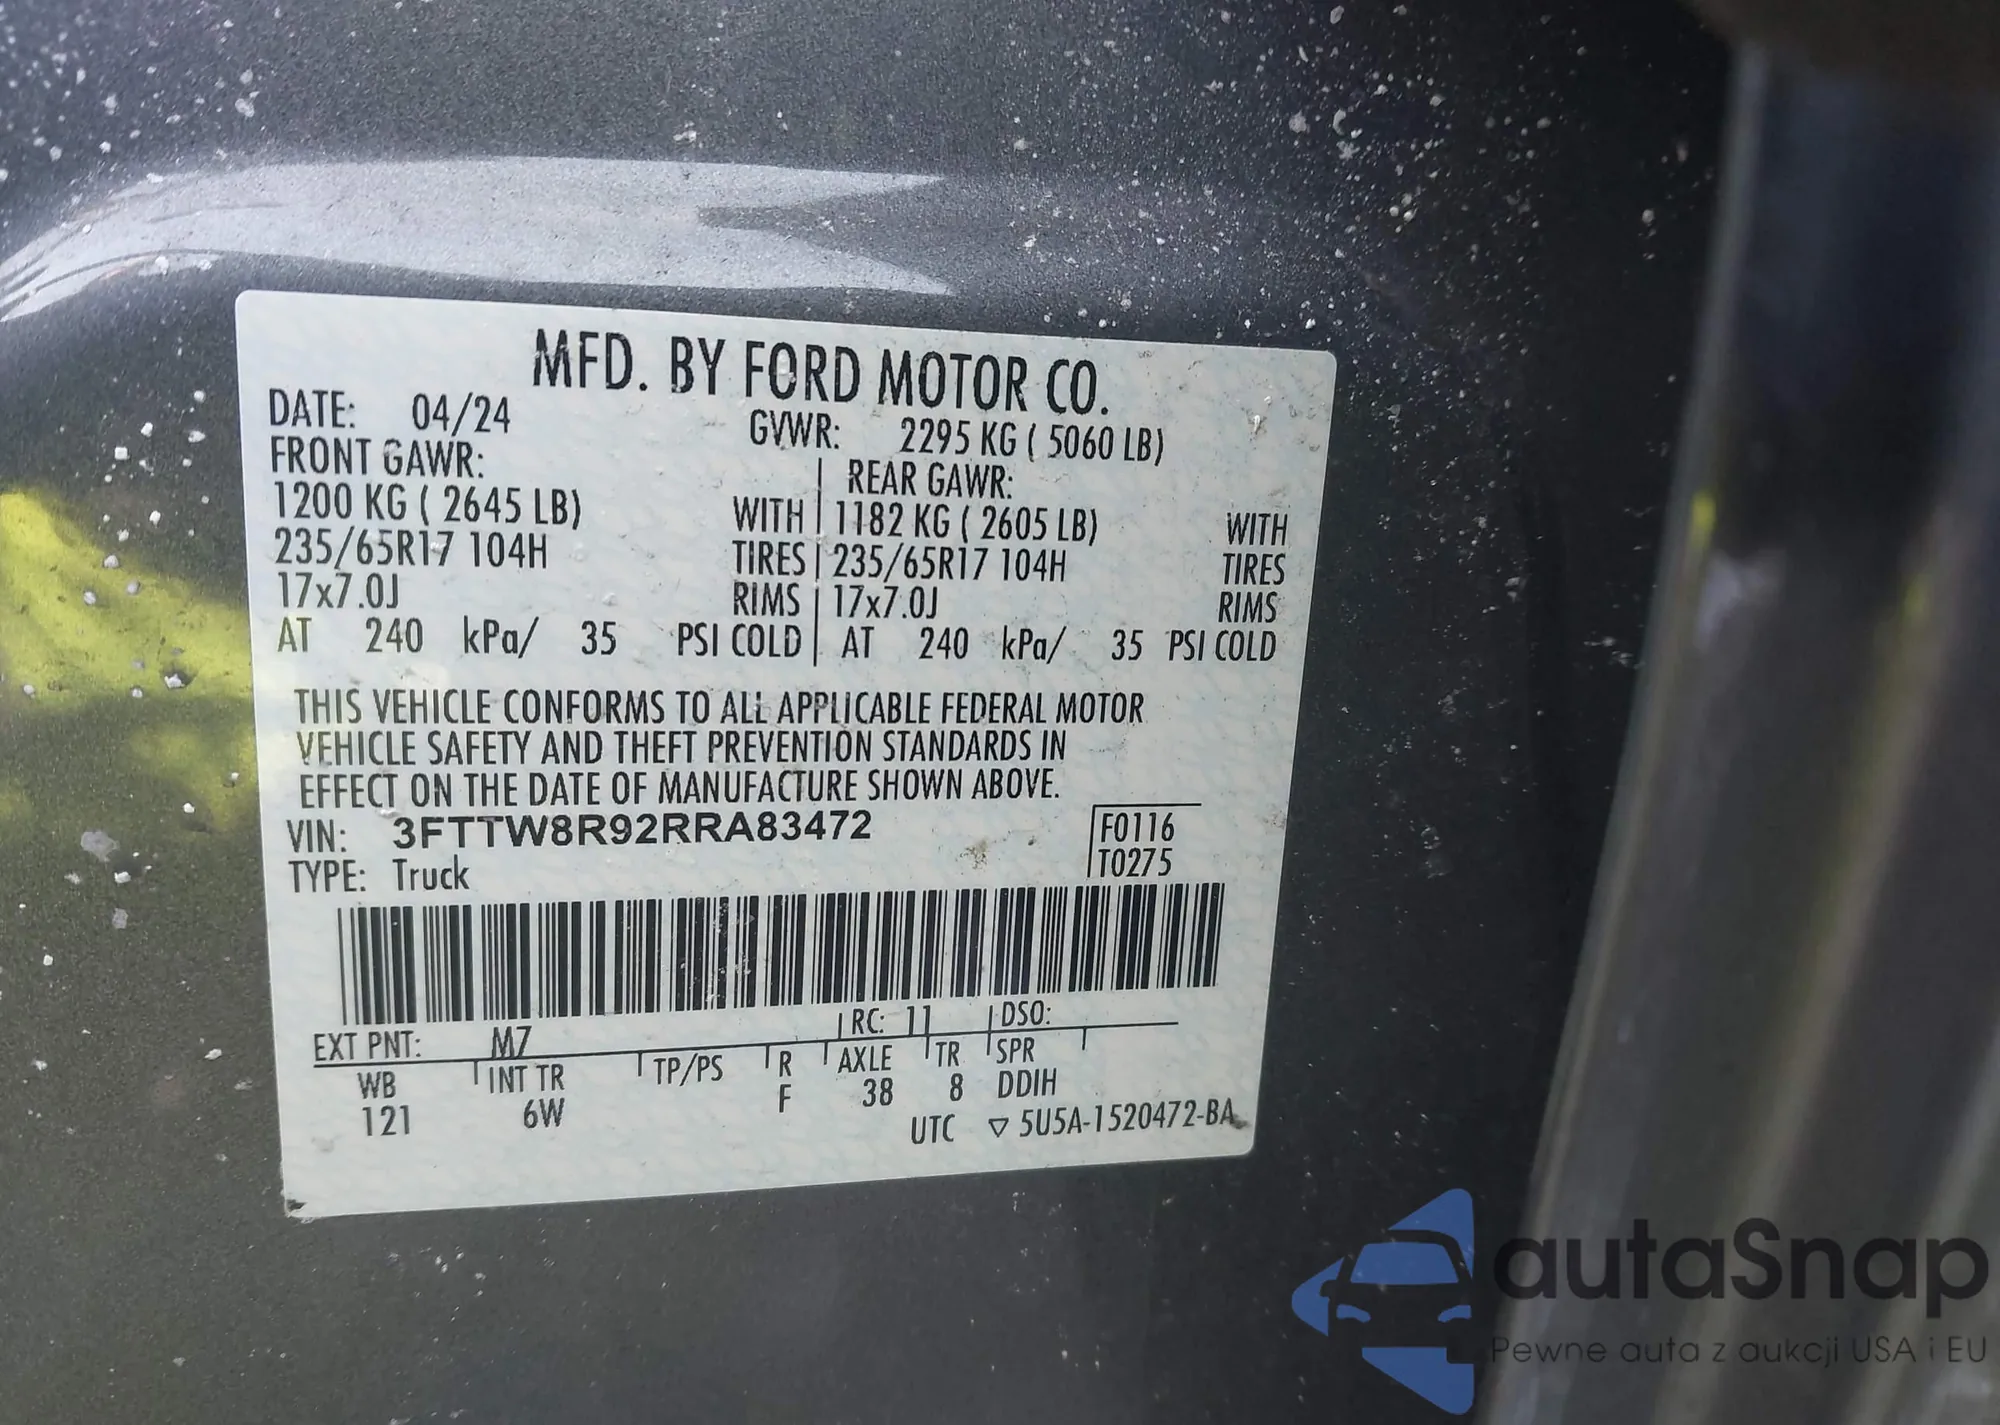 MFD. BY FORD MOTOR CO.
DATE: 04/24 GVWR: 2295 KG ( 5060 LB)
FRONT GAWR: REAR GAWR:
1200 KG ( 2645 LB) WITH 1182 KG ( 2605 LB) WITH
235/65R17 104H TIRES 235/65R17 104H TIRES
17x7.0J RIMS 17x7.0J RIMS
AT 240 kPa/ 35 PSI COLD AT 240 kPa/ 35 PSI COLD
THIS VEHICLE CONFORMS TO ALL APPLICABLE FEDERAL MOTOR
VEHICLE SAFETY AND THEFT PREVENTION STANDARDS IN
EFFECT ON THE DATE OF MANUFACTURE SHOWN ABOVE.
VIN: 3FTTW8R92RRA83472 F0116
TYPE: Truck T0275
EXT PNT: M7 RC: 11 DSO:
WB INT TR TP/PS R AXLE TR SPR
121 6W F 38 8 DDIH
UTC ▽ 5U5A-1520472-BA
autaSnap
Pewne auta z aukcji USA i EU